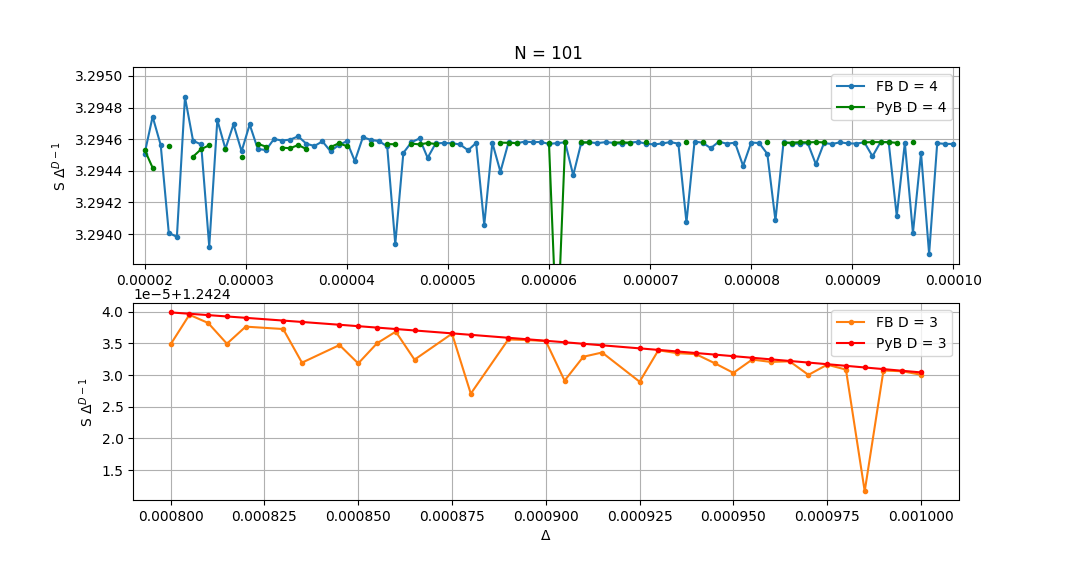 N = 101
S Δ^{D−1}
3.2950
3.2948
3.2946
3.2944
3.2942
3.2940
FB D = 4
PyB D = 4
0.00002 0.00003 0.00004 0.00005 0.00006 0.00007 0.00008 0.00009 0.00010
1e−5+1.2424
S Δ^{D−1}
4.0
3.5
3.0
2.5
2.0
1.5
FB D = 3
PyB D = 3
0.000800 0.000825 0.000850 0.000875 0.000900 0.000925 0.000950 0.000975 0.001000
Δ